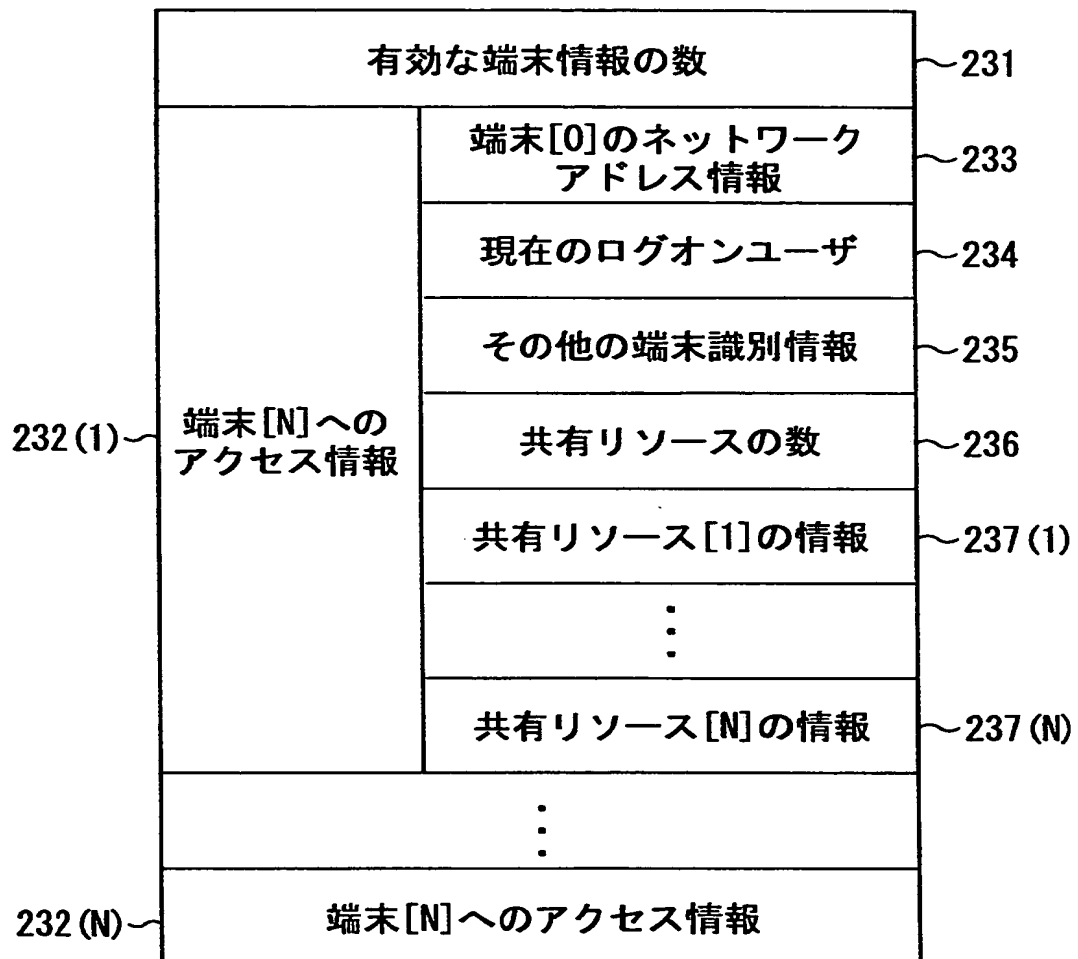 有効な端末情報の数
231
端末[0]のネットワーク
アドレス情報
233
現在のログオンユーザ
234
その他の端末識別情報
235
232(1)
端末[N]への
アクセス情報
共有リソースの数
236
共有リソース[1]の情報
237(1)
共有リソース[N]の情報
237(N)
232(N)
端末[N]へのアクセス情報